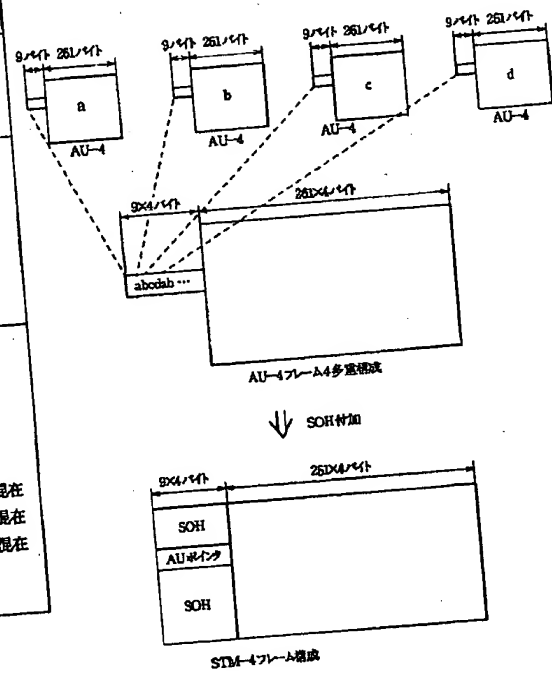 9バイト 261バイト
9バイト 261バイト
9バイト 261バイト
9バイト 261バイト
a
b
c
d
AU-4
AU-4
AU-4
AU-4
9×4バイト
261×4バイト
abcdab…
AU-4フレーム4多重構成
SOH付加
9×4バイト
261×4バイト
SOH
AUポインタ
SOH
STM-4フレーム構成
混在
混在
混在